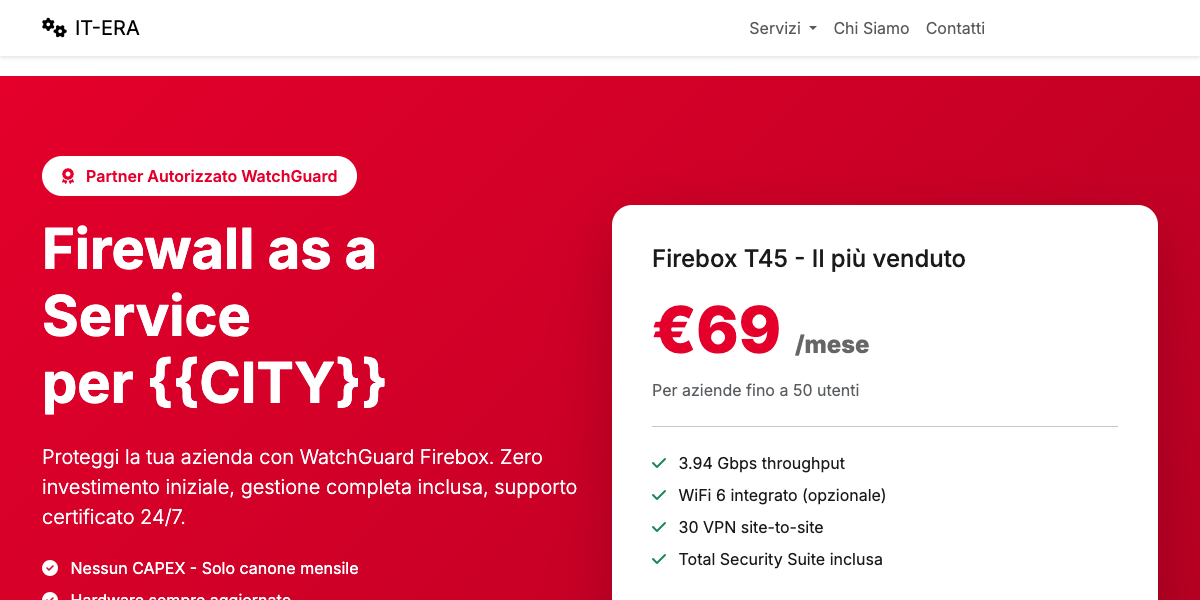 IT-ERA
Servizi
Chi Siamo
Contatti
Partner Autorizzato WatchGuard
Firewall as a
Service
per {{CITY}}
Proteggi la tua azienda con WatchGuard Firebox. Zero
investimento iniziale, gestione completa inclusa, supporto
certificato 24/7.
Nessun CAPEX - Solo canone mensile
Hardware sempre aggiornato
Firebox T45 - Il più venduto
€69 /mese
Per aziende fino a 50 utenti
3.94 Gbps throughput
WiFi 6 integrato (opzionale)
30 VPN site-to-site
Total Security Suite inclusa